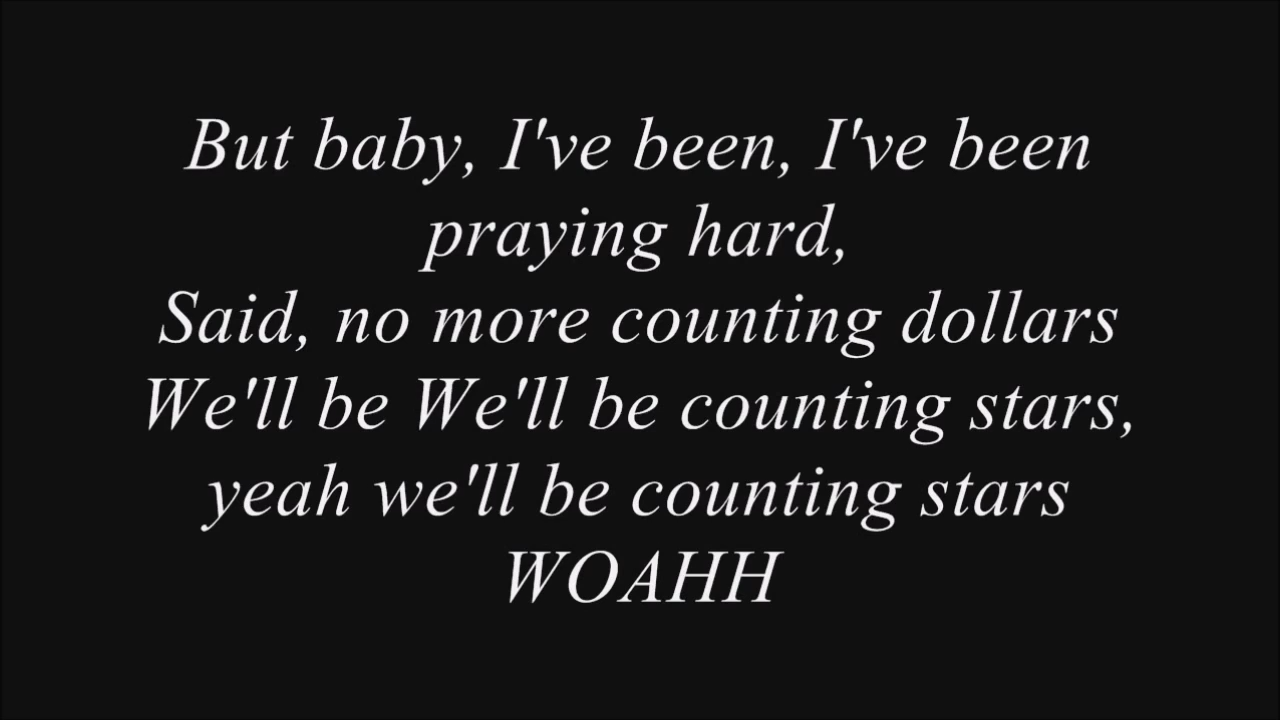 But baby, I've been, I've been
praying hard,
Said, no more counting dollars
We'll be We'll be counting stars,
yeah we'll be counting stars
WOAHH